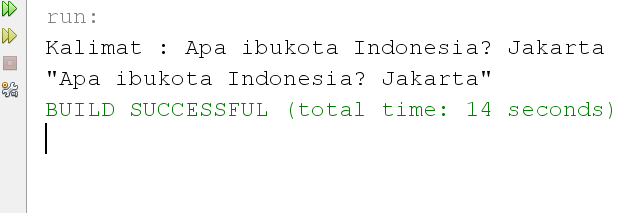 run:
Kalimat : Apa ibukota Indonesia? Jakarta
"Apa ibukota Indonesia? Jakarta"
BUILD SUCCESSFUL (total time: 14 seconds)